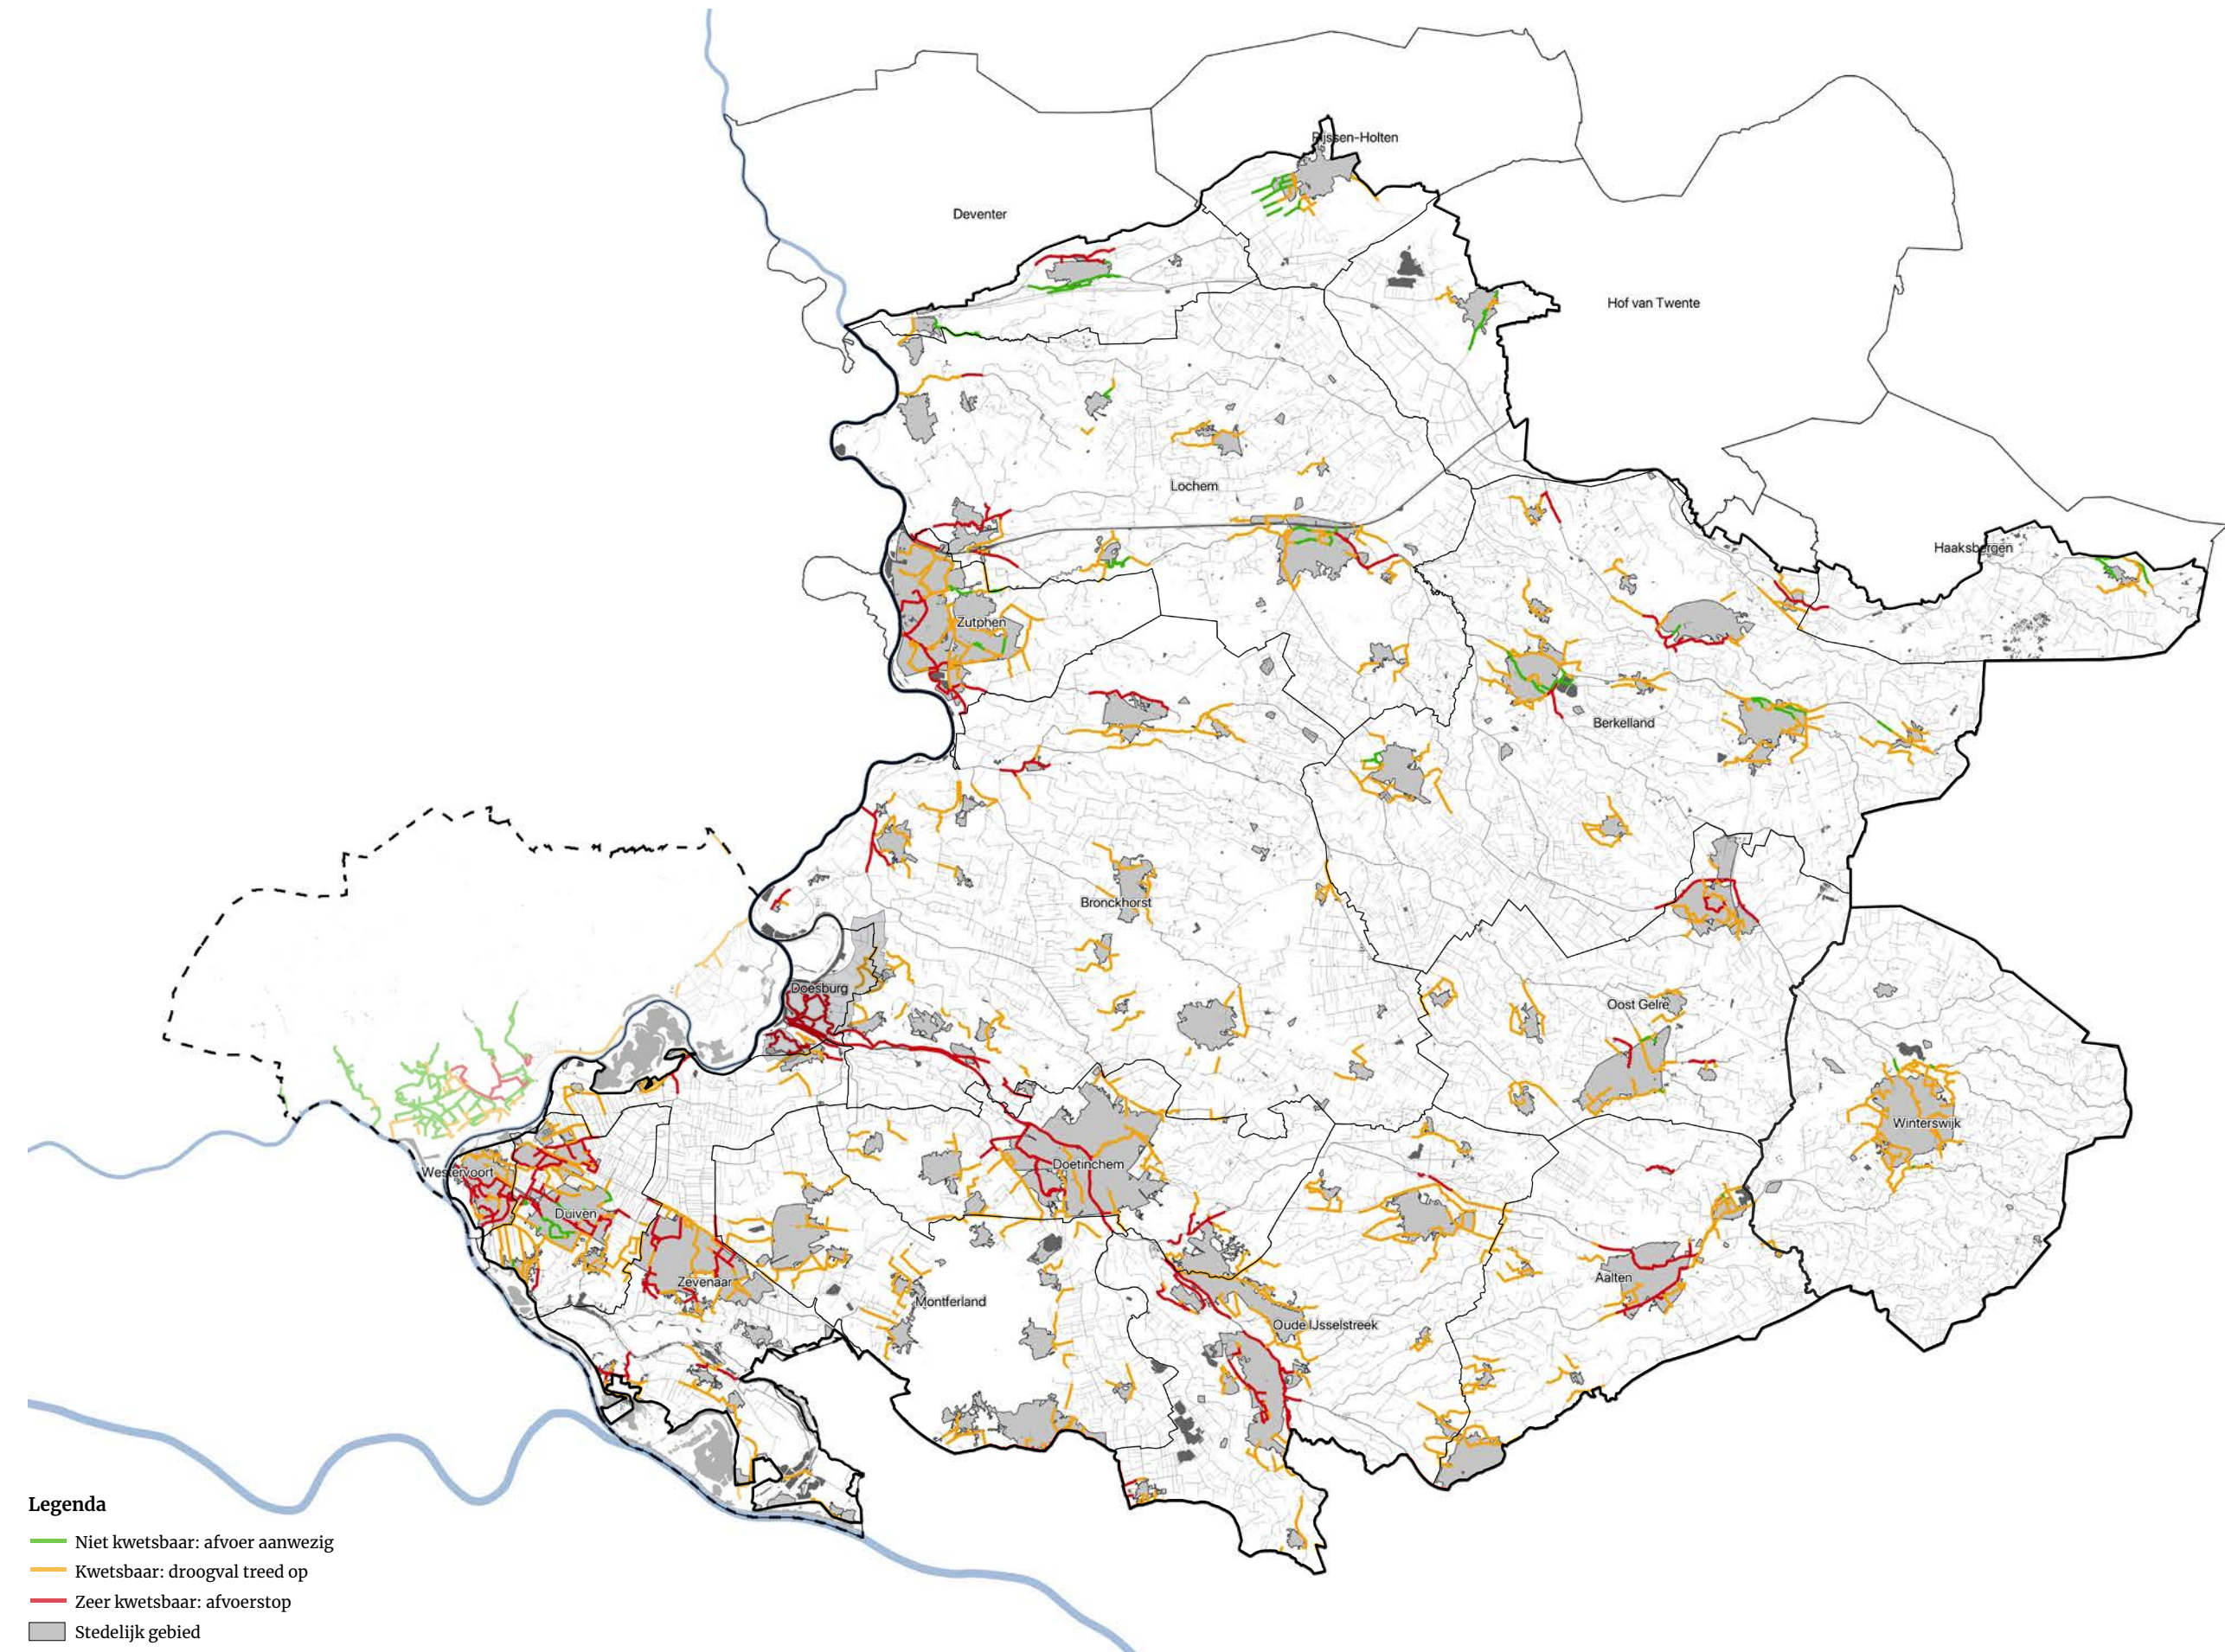 Rijssen-Holten
Deventer
Hof van Twente
Lochem
Haaksbergen
Zutphen
Berkelland
Bronckhorst
Doesburg
Oost Gelre
Winterswijk
Westervoort
Doetinchem
Duiven
Zevenaar
Aalten
Montferland
Oude IJsselstreek
Legenda
Niet kwetsbaar: afvoer aanwezig
Kwetsbaar: droogval treed op
Zeer kwetsbaar: afvoerstop
Stedelijk gebied